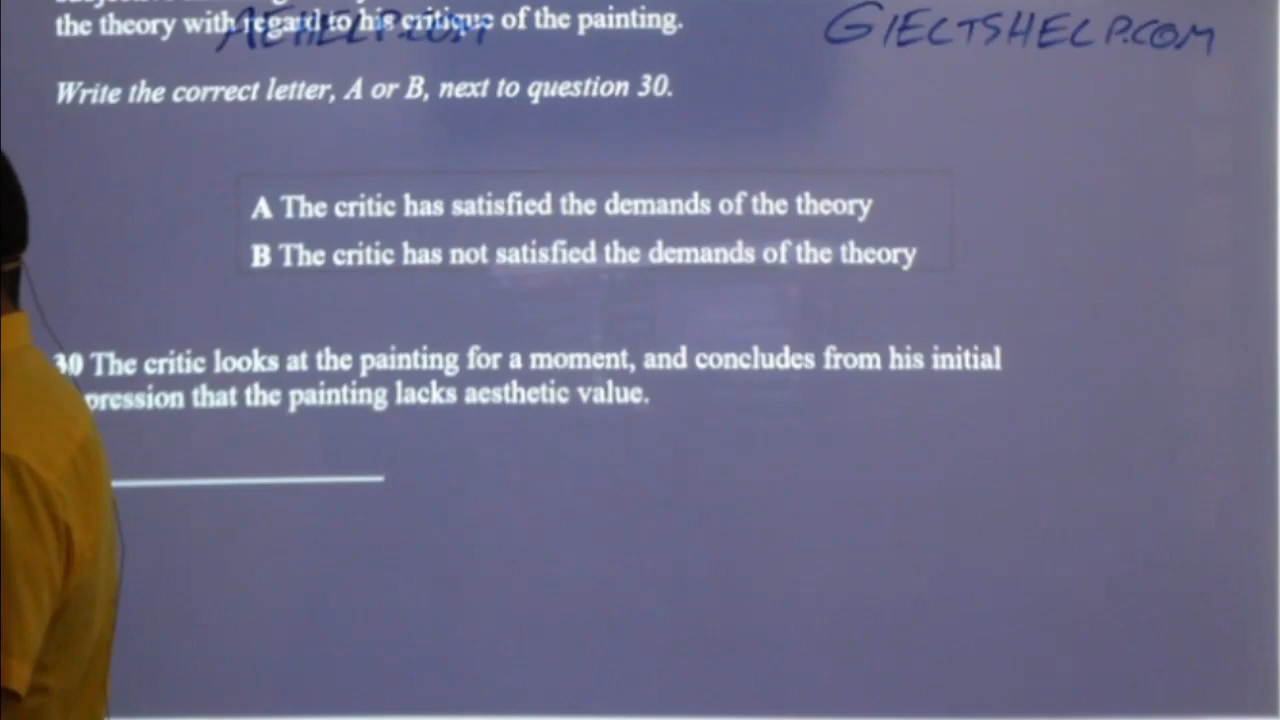 the theory with regard to his critique of the painting.
AEHELP.COM
GIELTSHELP.COM
Write the correct letter, A or B, next to question 30.
A The critic has satisfied the demands of the theory
B The critic has not satisfied the demands of the theory
30 The critic looks at the painting for a moment, and concludes from his initial
pression that the painting lacks aesthetic value.